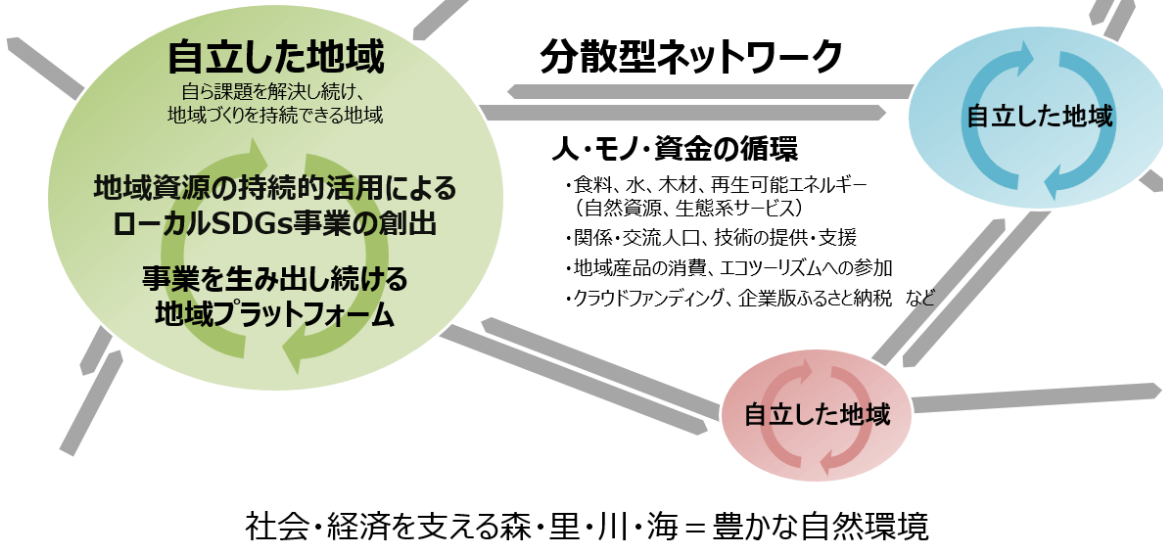 自立した地域
自ら課題を解決し続け、
地域づくりを持続できる地域
地域資源の持続的活用による
ローカルSDGs事業の創出
事業を生み出し続ける
地域プラットフォーム
分散型ネットワーク
人・モノ・資金の循環
・食料、水、木材、再生可能エネルギー
（自然資源、生態系サービス）
・関係・交流人口、技術の提供・支援
・地域産品の消費、エコツーリズムへの参加
・クラウドファンディング、企業版ふるさと納税 など
自立した地域
自立した地域
社会・経済を支える森・里・川・海＝豊かな自然環境